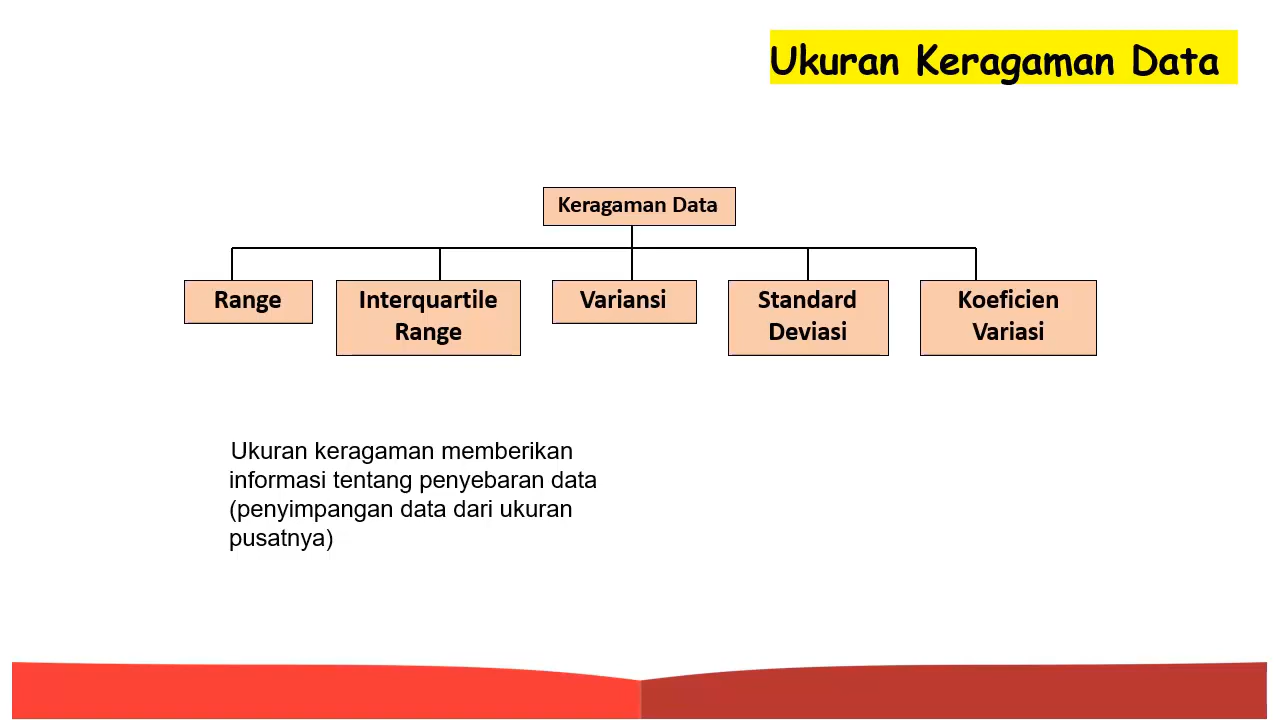 Ukuran Keragaman Data
Keragaman Data
Range
Interquartile
Range
Variansi
Standard
Deviasi
Koeficien
Variasi
Ukuran keragaman memberikan
informasi tentang penyebaran data
(penyimpangan data dari ukuran
pusatnya)